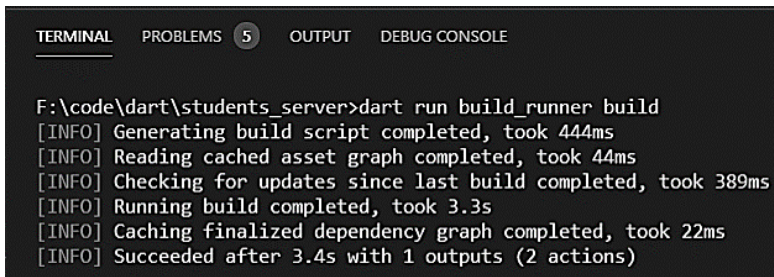 TERMINAL PROBLEMS 5 OUTPUT DEBUG CONSOLE
F:\code\dart\students_server>dart run build_runner build
[INFO] Generating build script completed, took 444ms
[INFO] Reading cached asset graph completed, took 44ms
[INFO] Checking for updates since last build completed, took 389ms
[INFO] Running build completed, took 3.3s
[INFO] Caching finalized dependency graph completed, took 22ms
[INFO] Succeeded after 3.4s with 1 outputs (2 actions)